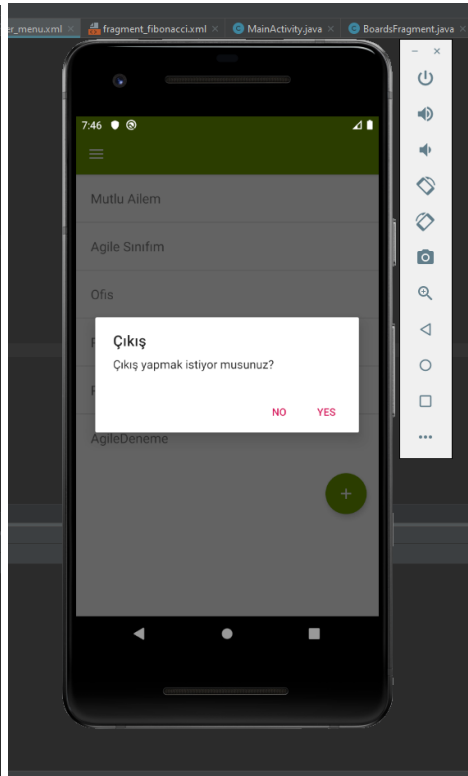 er_menu.xml × fragment_fibonacci.xml × MainActivity.java × BoardsFragment.java ×
7:46
Mutlu Ailem
Agile Sınıfım
Ofis
Çıkış
Çıkış yapmak istiyor musunuz?
NO YES
AgileDeneme